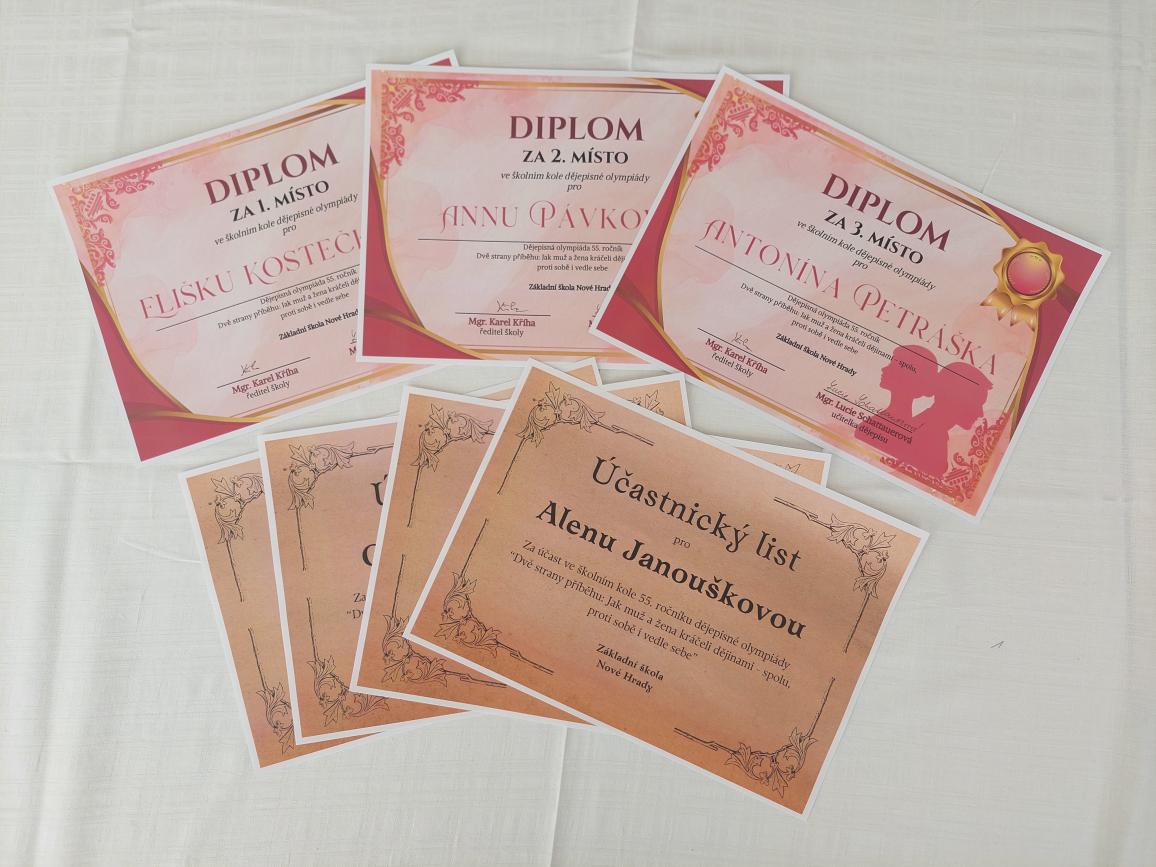 DIPLOM
ZA 1. MÍSTO
ve školním kole dějepisné olympiády
pro
ELIŠKU
Dějepisná olympiáda 55. ročník
Dvě strany příběhu: Jak muž a žena kráčeli
proti sobě i vedle sebe
Základní škola Nové
Mgr. Karel Kříha
ředitel školy
DIPLOM
ZA 2. MÍSTO
ve školním kole dějepisné olympiády
pro
ANNU
Dějepisná olympiáda 55. ročník
Dvě strany příběhu: Jak muž a žena kráčeli
proti sobě i vedle sebe
Základní škola Nové
Mgr. Karel Kříha
ředitel školy
DIPLOM
ZA 3. MÍSTO
ve školním kole dějepisné olympiády
pro
ANTONÍNA PETRÁŠKA
Dějepisná olympiáda 55. ročník
Dvě strany příběhu: Jak muž a žena kráčeli dějinami - spolu,
proti sobě i vedle sebe
Základní škola Nové Hrady
Mgr. Karel Kříha
ředitel školy
Mgr. Lucie Schattauerová
učitelka dějepisu
Účastnický list
pro
Alenu Janouškovou
Za účast ve školním kole 55. ročníku dějepisné olympiády
“Dvě strany příběhu: Jak muž a žena kráčeli dějinami - spolu,
proti sobě i vedle sebe”
Základní škola
Nové Hrady